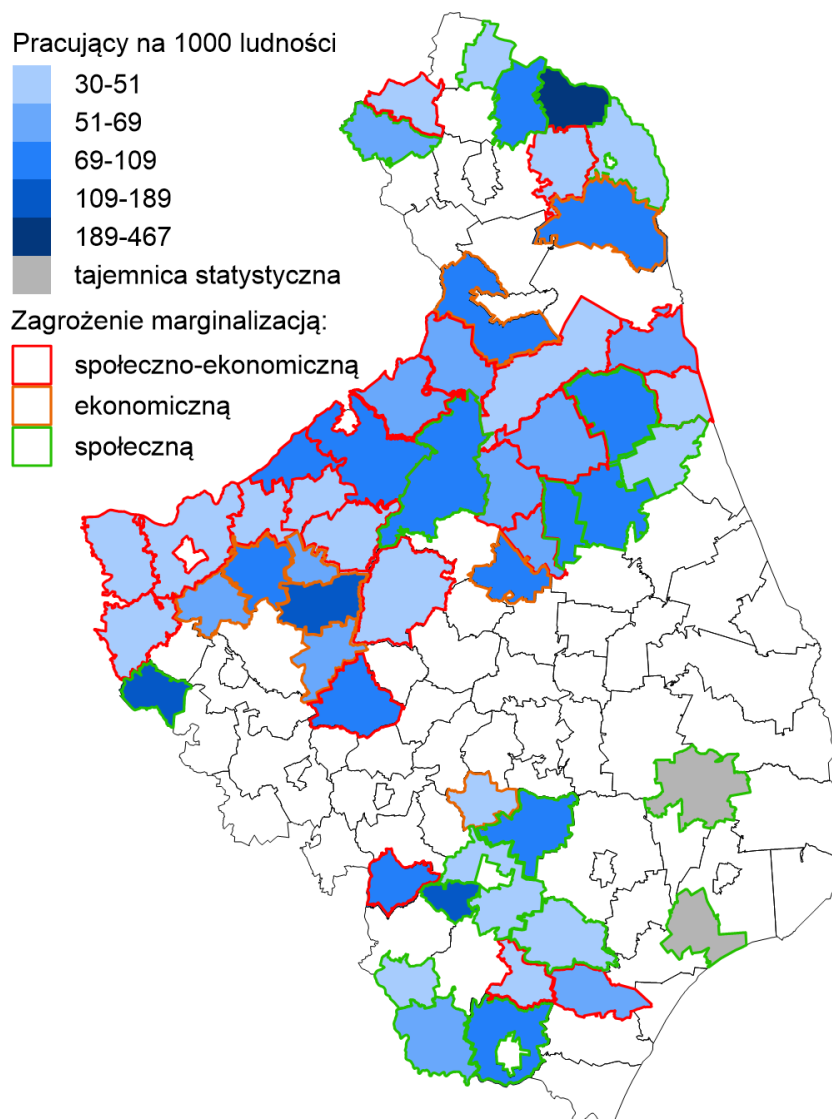 Pracujący na 1000 ludności
30-51
51-69
69-109
109-189
189-467
tajemnica statystyczna
Zagrożenie marginalizacją:
społeczno-ekonomiczną
ekonomiczną
społeczną